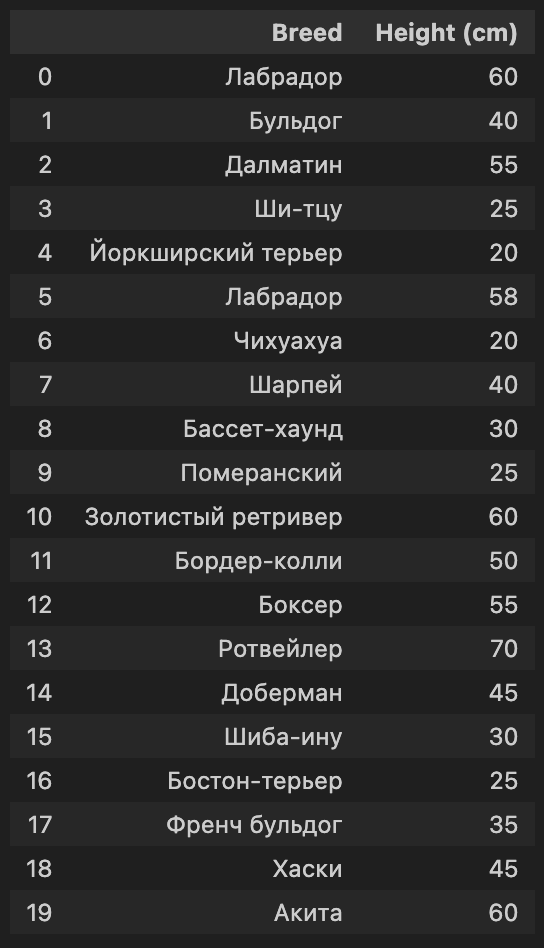 Breed Height (cm)
0 Лабрадор 60
1 Бульдог 40
2 Далматин 55
3 Ши-тцу 25
4 Йоркширский терьер 20
5 Лабрадор 58
6 Чихуахуа 20
7 Шарпей 40
8 Бассет-хаунд 30
9 Померанский 25
10 Золотистый ретривер 60
11 Бордер-колли 50
12 Боксер 55
13 Ротвейлер 70
14 Доберман 45
15 Шиба-ину 30
16 Бостон-терьер 25
17 Френч бульдог 35
18 Хаски 45
19 Акита 60